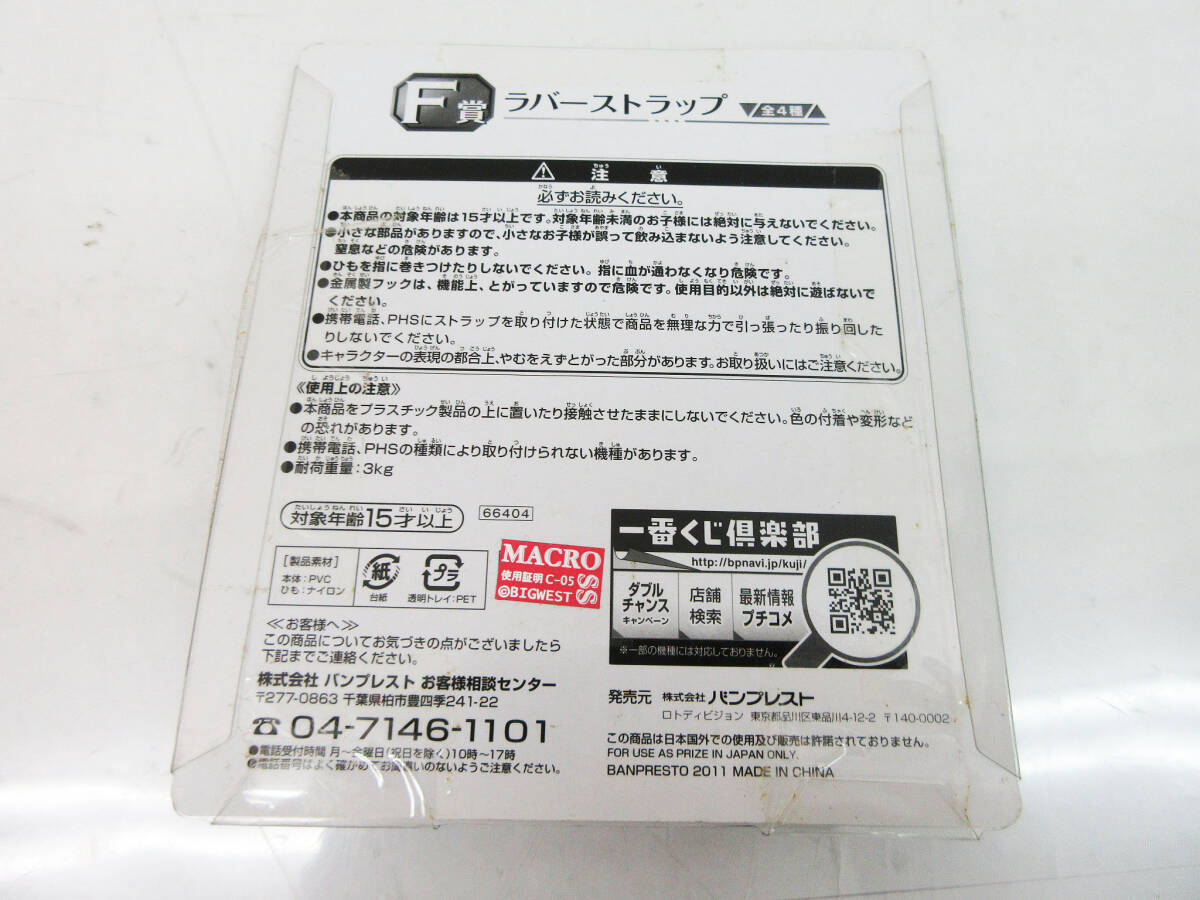 F賞 ラバーストラップ 全4種
注意
必ずお読みください。
●本商品の対象年齢は15才以上です。対象年齢未満のお子様には絶対に与えないでください。
●小さな部品がありますので、小さなお子様が誤って飲み込まないよう注意してください。
窒息などの危険があります。
●ひもを指に巻きつけたりしないでください。指に血が通わなくなり危険です。
●金属製フックは、機能上、とがっていますので危険です。使用目的以外は絶対に遊ばないで
ください。
●携帯電話、PHSにストラップを取り付けた状態で商品を無理な力で引っ張ったり振り回した
りしないでください。
●キャラクターの表現の都合上、やむをえずとがった部分があります。お取り扱いにはご注意ください。
《使用上の注意》
●本商品をプラスチック製品の上に置いたり接触させたままにしないでください。色の付着や変形など
の恐れがあります。
●携帯電話、PHSの種類により取り付けられない機種があります。
●耐荷重量:3kg
対象年齢15才以上
66404
[製品素材]
本体:PVC
ひも:ナイロン
紙
台紙
プラ
透明トレイ:PET
MACROSS
使用証明 C-05
©BIGWEST
一番くじ倶楽部
http://bpnavi.jp/kuji/
ダブル
チャンス
キャンペーン
店舗
検索
最新情報
プチコメ
※一部の機種には対応しておりません。
≪お客様へ≫
この商品についてお気づきの点がございましたら
下記までご連絡ください。
株式会社 バンプレスト お客様相談センター
〒277-0863 千葉県柏市豊四季241-22
☎04-7146-1101
●電話受付時間 月〜金曜日(祝日を除く)10時〜17時
●電話番号はよく確かめてお間違いのないようご注意ください。
発売元 株式会社 バンプレスト
ロトディビジョン 東京都品川区東品川4-12-2 〒140-0002
この商品は日本国外での使用及び販売は許諾されておりません。
FOR USE AS PRIZE IN JAPAN ONLY.
BANPRESTO 2011 MADE IN CHINA